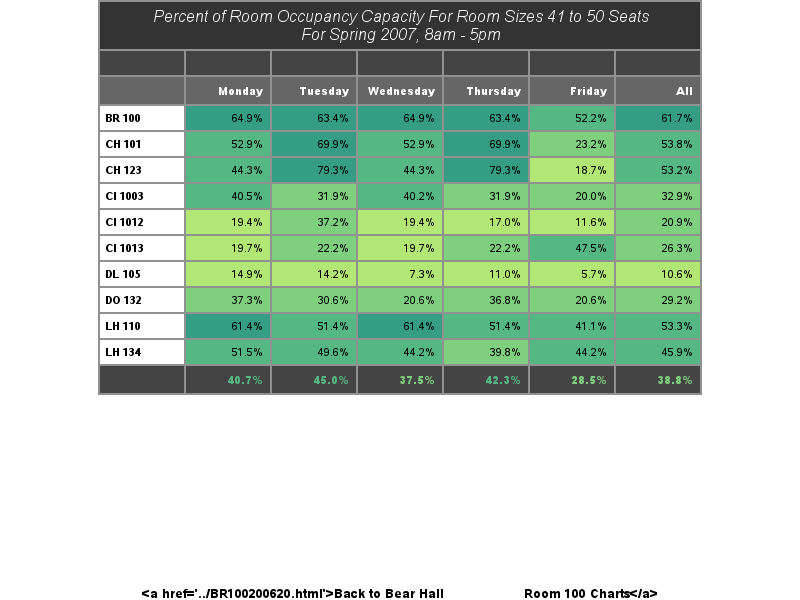 Percent of Room Occupancy Capacity For Room Sizes 41 to 50 Seats
For Spring 2007, 8am - 5pm
Monday Tuesday Wednesday Thursday Friday All
BR 100 64.9% 63.4% 64.9% 63.4% 52.2% 61.7%
CH 101 52.9% 69.9% 52.9% 69.9% 23.2% 53.8%
CH 123 44.3% 79.3% 44.3% 79.3% 18.7% 53.2%
CI 1003 40.5% 31.9% 40.2% 31.9% 20.0% 32.9%
CI 1012 19.4% 37.2% 19.4% 17.0% 11.6% 20.9%
CI 1013 19.7% 22.2% 19.7% 22.2% 47.5% 26.3%
DL 105 14.9% 14.2% 7.3% 11.0% 5.7% 10.6%
DO 132 37.3% 30.6% 20.6% 36.8% 20.6% 29.2%
LH 110 61.4% 51.4% 61.4% 51.4% 41.1% 53.3%
LH 134 51.5% 49.6% 44.2% 39.8% 44.2% 45.9%
40.7% 45.0% 37.5% 42.3% 28.5% 38.8%
<a href='../BR100200620.html'>Back to Bear Hall Room 100 Charts</a>